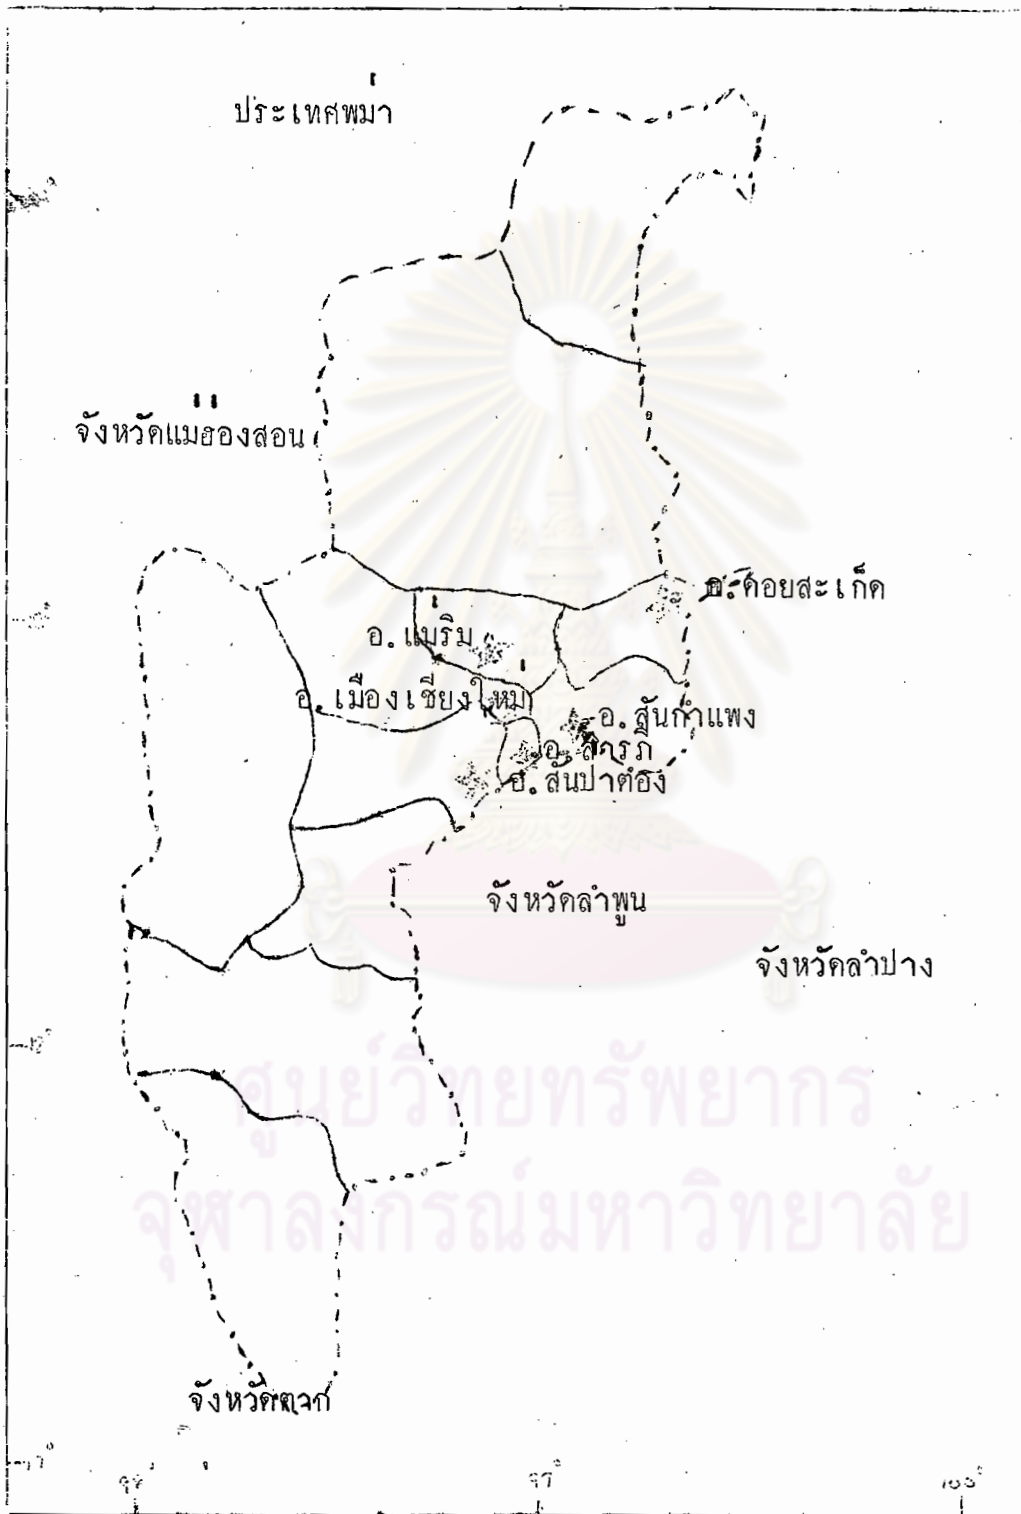 ประเทศพม่า
จังหวัดแม่ฮ่องสอน
อ.ดอยสะเก็ด
อ. แม่ริม
อ. เมืองเชียงใหม่
อ. สันกำแพง
อ. สารภี
อ. สันป่าตอง
จังหวัดลำพูน
จังหวัดลำปาง
ศูนย์วิทยทรัพยากร
จุฬาลงกรณ์มหาวิทยาลัย
จังหวัดตาก